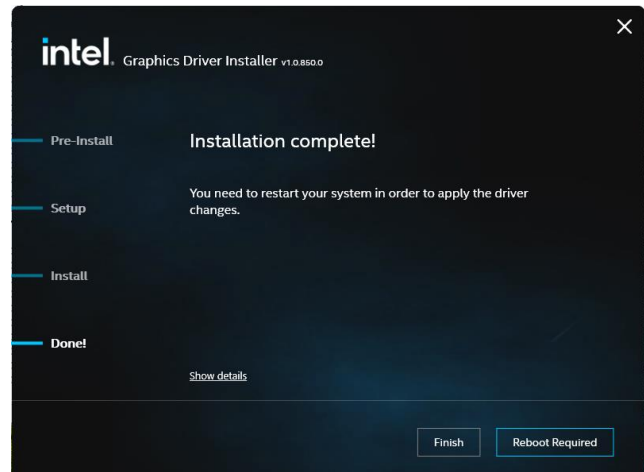 intel. Graphics Driver Installer v1.0.850.0
Pre-Install
Setup
Install
Done!
Installation complete!
You need to restart your system in order to apply the driver
changes.
Show details
Finish
Reboot Required